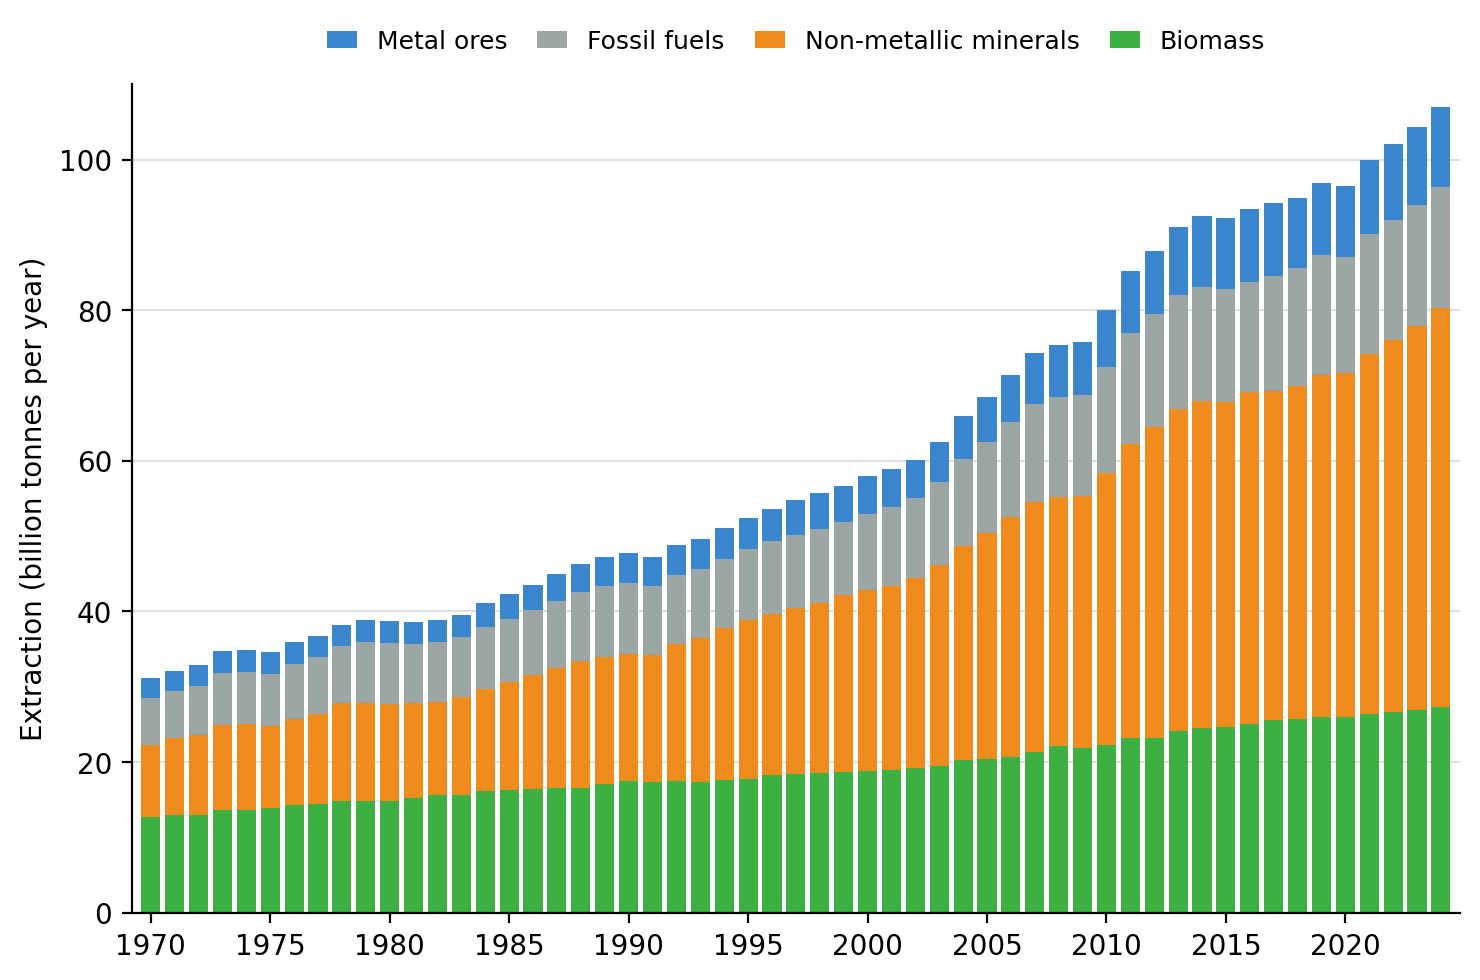 Metal ores Fossil fuels Non-metallic minerals Biomass
Extraction (billion tonnes per year)
100
80
60
40
20
0
1970 1975 1980 1985 1990 1995 2000 2005 2010 2015 2020